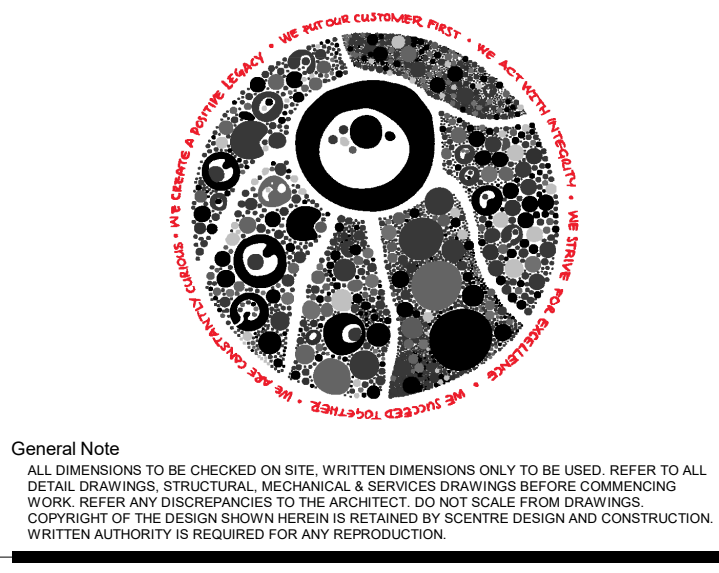 WE PUT OUR CUSTOMER FIRST • WE ACT WITH INTEGRITY • WE STRIVE FOR EXCELLENCE • WE SUCCEED TOGETHER • WE ARE CONSTANTLY CURIOUS • WE CREATE A POSITIVE LEGACY •
General Note
ALL DIMENSIONS TO BE CHECKED ON SITE, WRITTEN DIMENSIONS ONLY TO BE USED. REFER TO ALL
DETAIL DRAWINGS, STRUCTURAL, MECHANICAL & SERVICES DRAWINGS BEFORE COMMENCING
WORK. REFER ANY DISCREPANCIES TO THE ARCHITECT. DO NOT SCALE FROM DRAWINGS.
COPYRIGHT OF THE DESIGN SHOWN HEREIN IS RETAINED BY SCENTRE DESIGN AND CONSTRUCTION.
WRITTEN AUTHORITY IS REQUIRED FOR ANY REPRODUCTION.